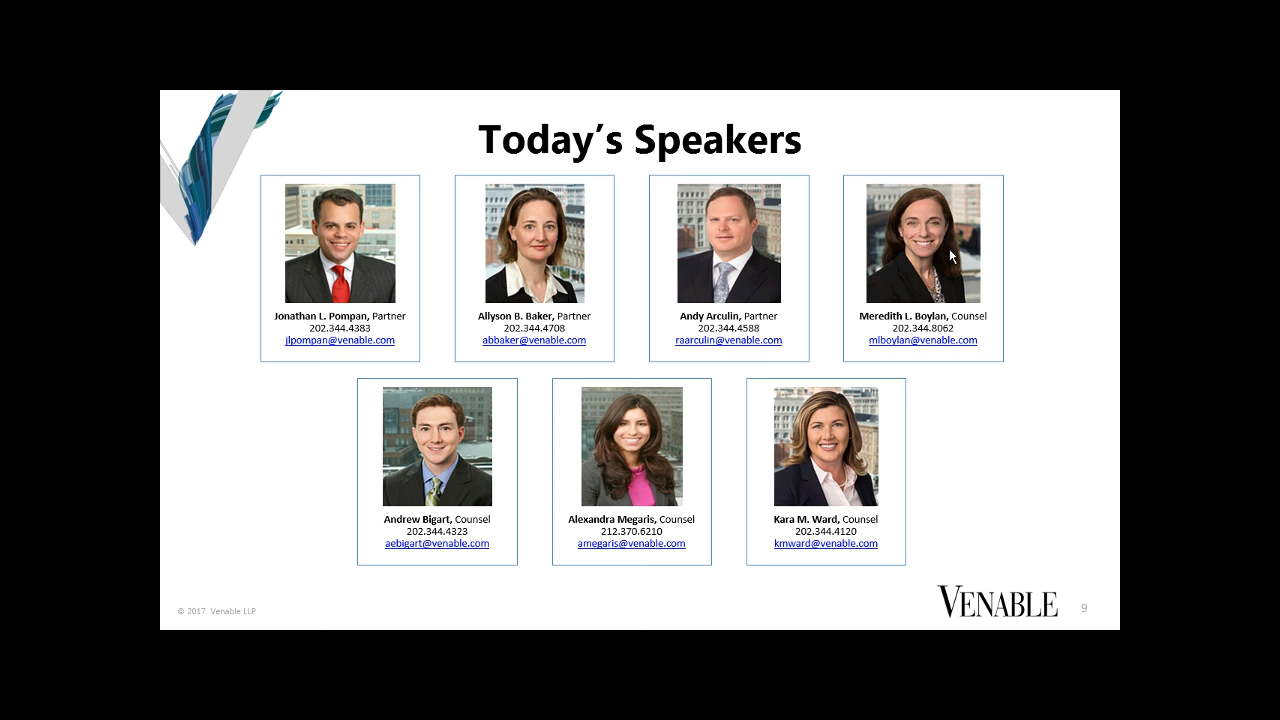 Today's Speakers
Jonathan L. Pompan, Partner
202.344.4383
jlpompan@venable.com
Allyson B. Baker, Partner
202.344.4708
abbaker@venable.com
Andy Arculin, Partner
202.344.4588
raarculin@venable.com
Meredith L. Boylan, Counsel
202.344.8062
mlboylan@venable.com
Andrew Bigart, Counsel
202.344.4323
aebigart@venable.com
Alexandra Megaris, Counsel
212.370.6210
amegaris@venable.com
Kara M. Ward, Counsel
202.344.4120
kmward@venable.com
© 2017 Venable LLP
VENABLE
9